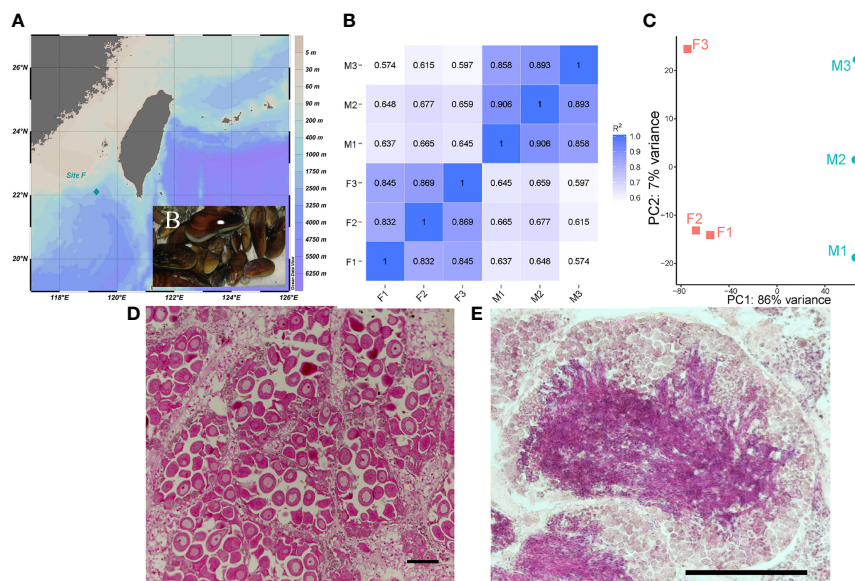 A
26°N
24°N
22°N
20°N
118°E 120°E 122°E 124°E 126°E
Site F
B
5 m
30 m
50 m
90 m
200 m
400 m
1000 m
2500 m
3250 m
4000 m
4750 m
5500 m
6250 m
Ocean Data View
B
M3 0.574 0.615 0.597 0.858 0.893 1
M2 0.648 0.677 0.659 0.906 1 0.893
M1 0.637 0.665 0.645 1 0.906 0.858
F3 0.845 0.869 1 0.645 0.659 0.597
F2 0.832 1 0.869 0.665 0.677 0.615
F1 1 0.832 0.845 0.637 0.648 0.574
F1 F2 F3 M1 M2 M3
R²
1.0
0.9
0.8
0.7
0.6
C
PC2: 7% variance
20
10
0
−10
−20
F3
M3
M2
F2 F1
M1
−80 −40 0 40
PC1: 86% variance
D
E